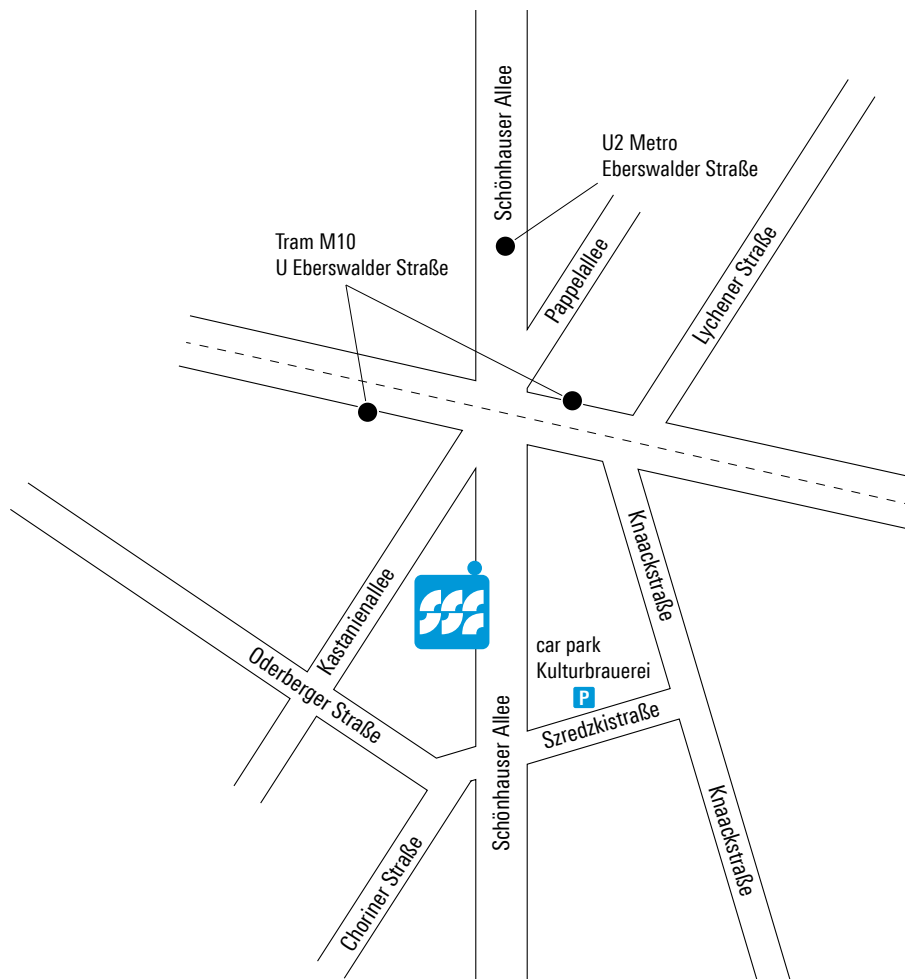 Schönhauser Allee
U2 Metro
Eberswalder Straße
Tram M10
U Eberswalder Straße
Pappelallee
Lychener Straße
Knaackstraße
Kastanienallee
car park
Kulturbrauerei
P
Oderberger Straße
Szredzkistraße
Schönhauser Allee
Knaackstraße
Choriner Straße